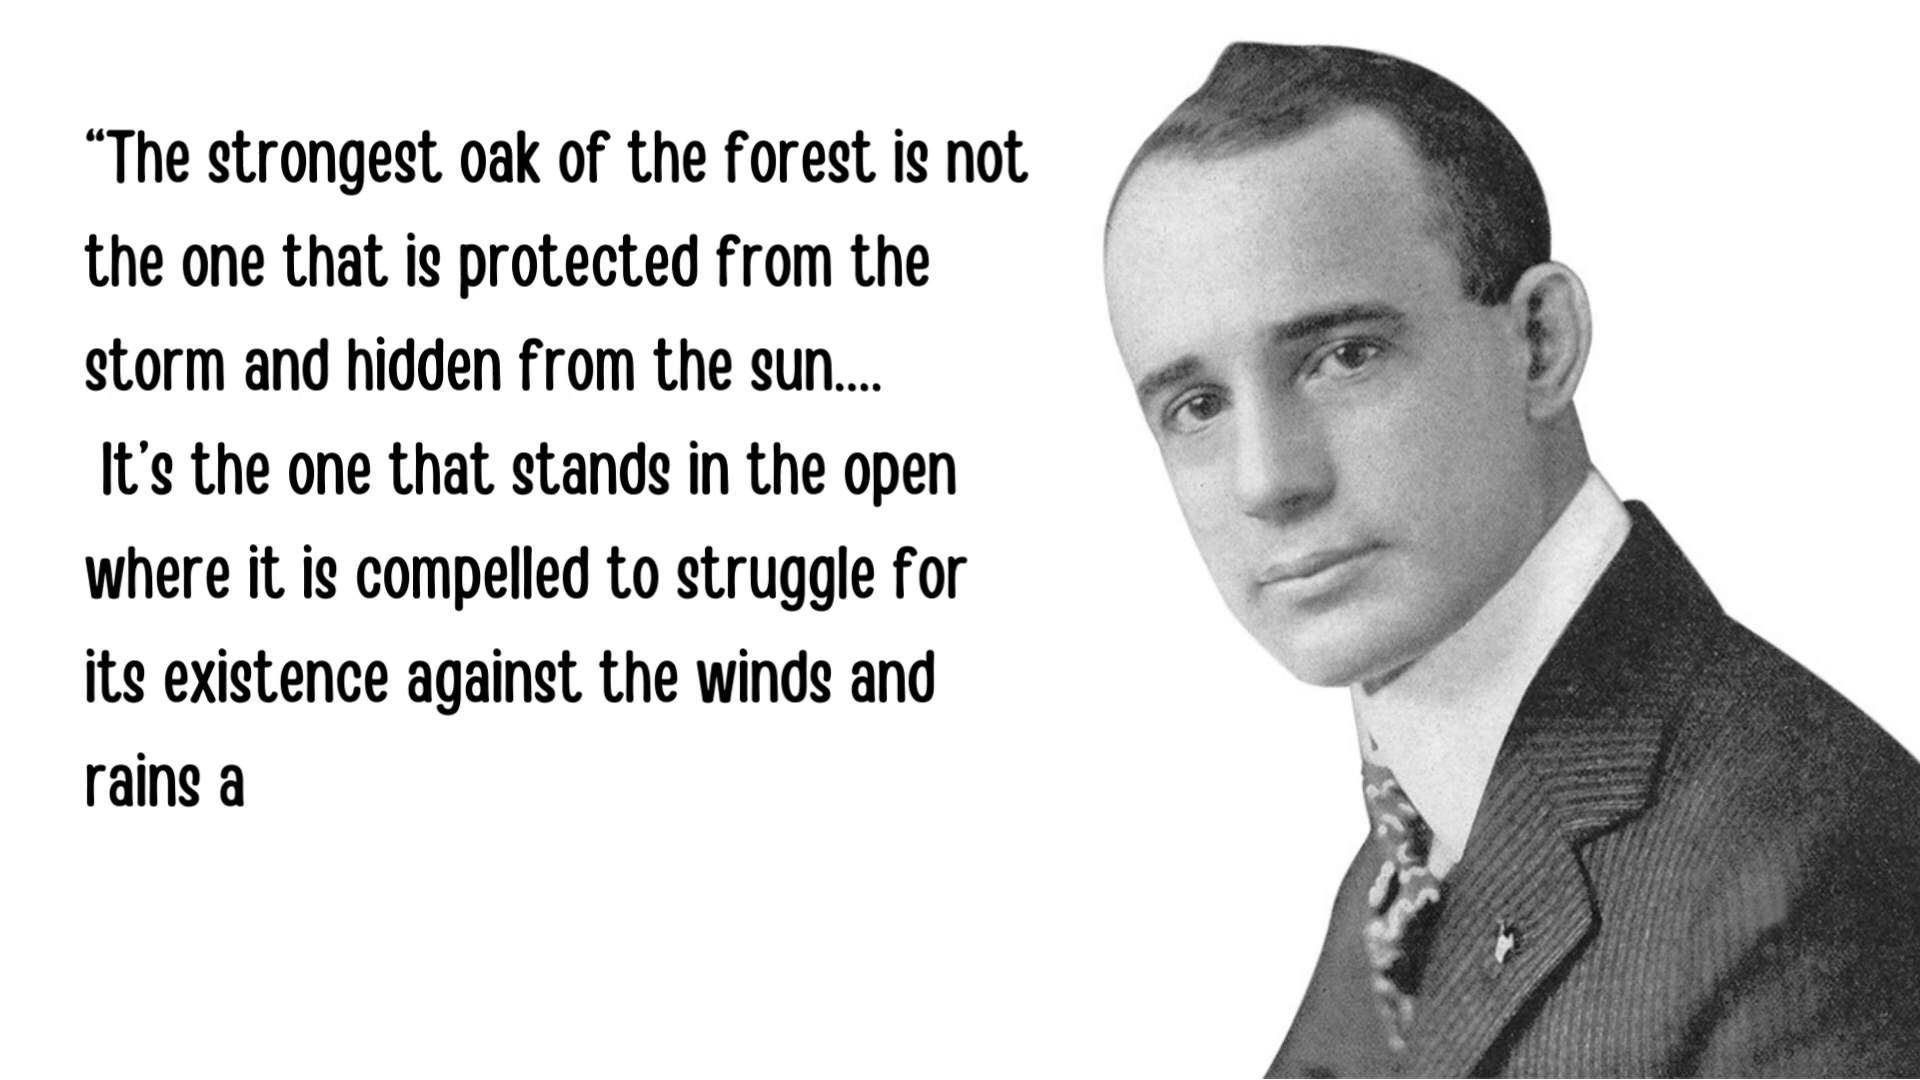 “The strongest oak of the forest is not
the one that is protected from the
storm and hidden from the sun....
It’s the one that stands in the open
where it is compelled to struggle for
its existence against the winds and
rains a